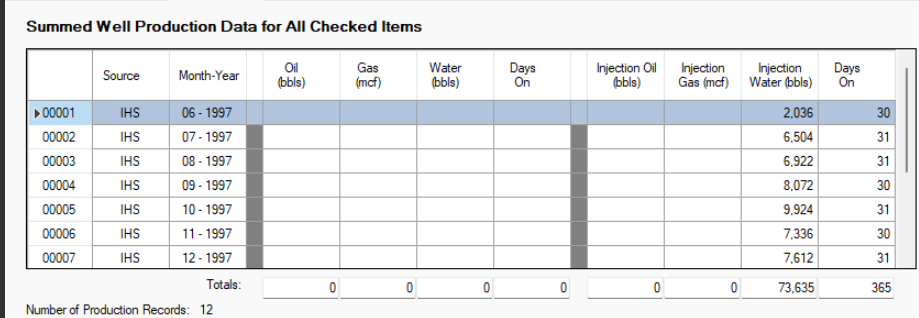 Summed Well Production Data for All Checked Items
Source Month-Year Oil (bbls) Gas (mcf) Water (bbls) Days On Injection Oil (bbls) Injection Gas (mcf) Injection Water (bbls) Days On
00001 IHS 06 - 1997 2,036 30
00002 IHS 07 - 1997 6,504 31
00003 IHS 08 - 1997 6,922 31
00004 IHS 09 - 1997 8,072 30
00005 IHS 10 - 1997 9,924 31
00006 IHS 11 - 1997 7,336 30
00007 IHS 12 - 1997 7,612 31
Totals: 0 0 0 0 0 0 73,635 365
Number of Production Records: 12